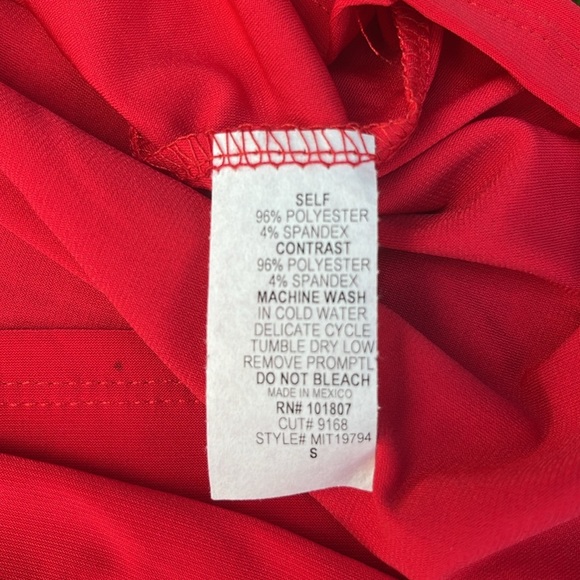 SELF
96% POLYESTER
4% SPANDEX
CONTRAST
96% POLYESTER
4% SPANDEX
MACHINE WASH
IN COLD WATER
DELICATE CYCLE
TUMBLE DRY LOW
REMOVE PROMPTLY
DO NOT BLEACH
MADE IN MEXICO
RN# 101807
CUT# 9168
STYLE# MIT19794
S